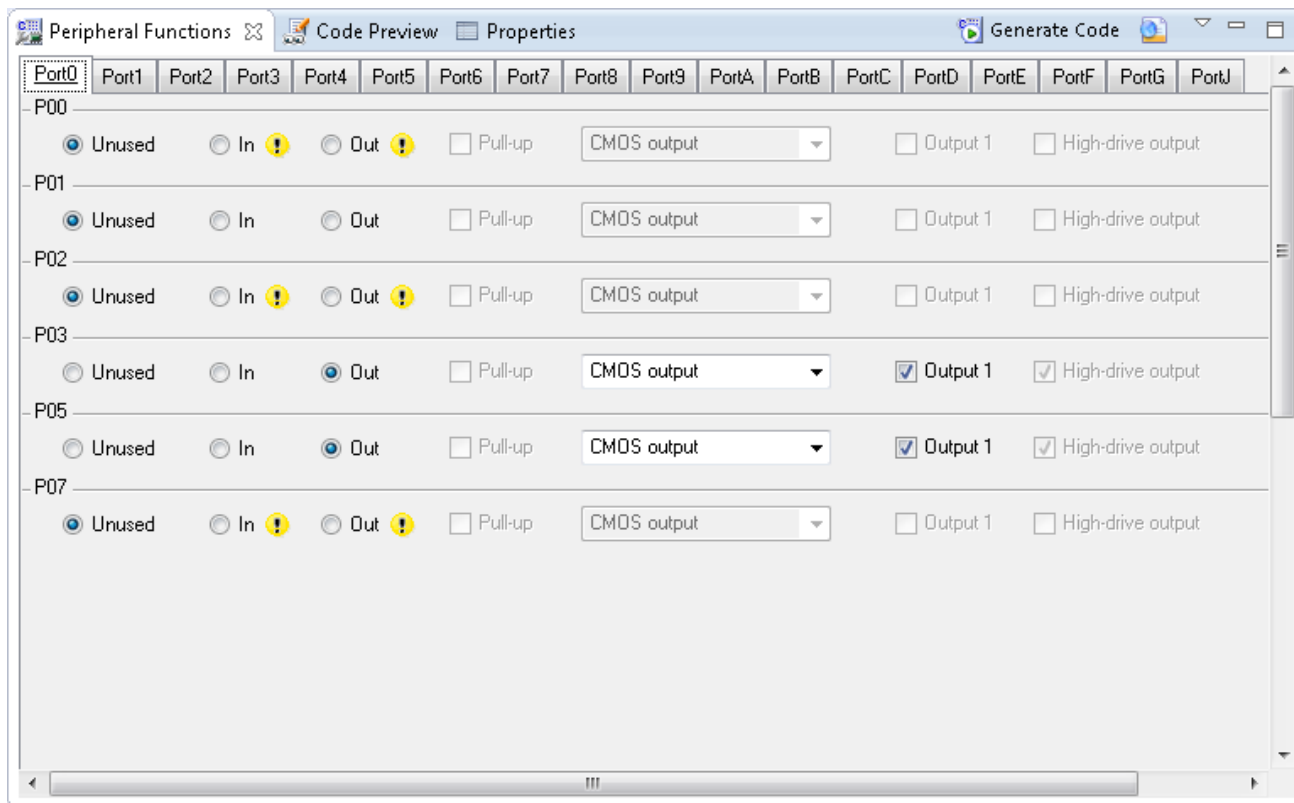 Peripheral Functions Code Preview Properties Generate Code
Port0 Port1 Port2 Port3 Port4 Port5 Port6 Port7 Port8 Port9 PortA PortB PortC PortD PortE PortF PortG PortJ
P00
Unused In Out Pull-up CMOS output Output 1 High-drive output
P01
Unused In Out Pull-up CMOS output Output 1 High-drive output
P02
Unused In Out Pull-up CMOS output Output 1 High-drive output
P03
Unused In Out Pull-up CMOS output Output 1 High-drive output
P05
Unused In Out Pull-up CMOS output Output 1 High-drive output
P07
Unused In Out Pull-up CMOS output Output 1 High-drive output